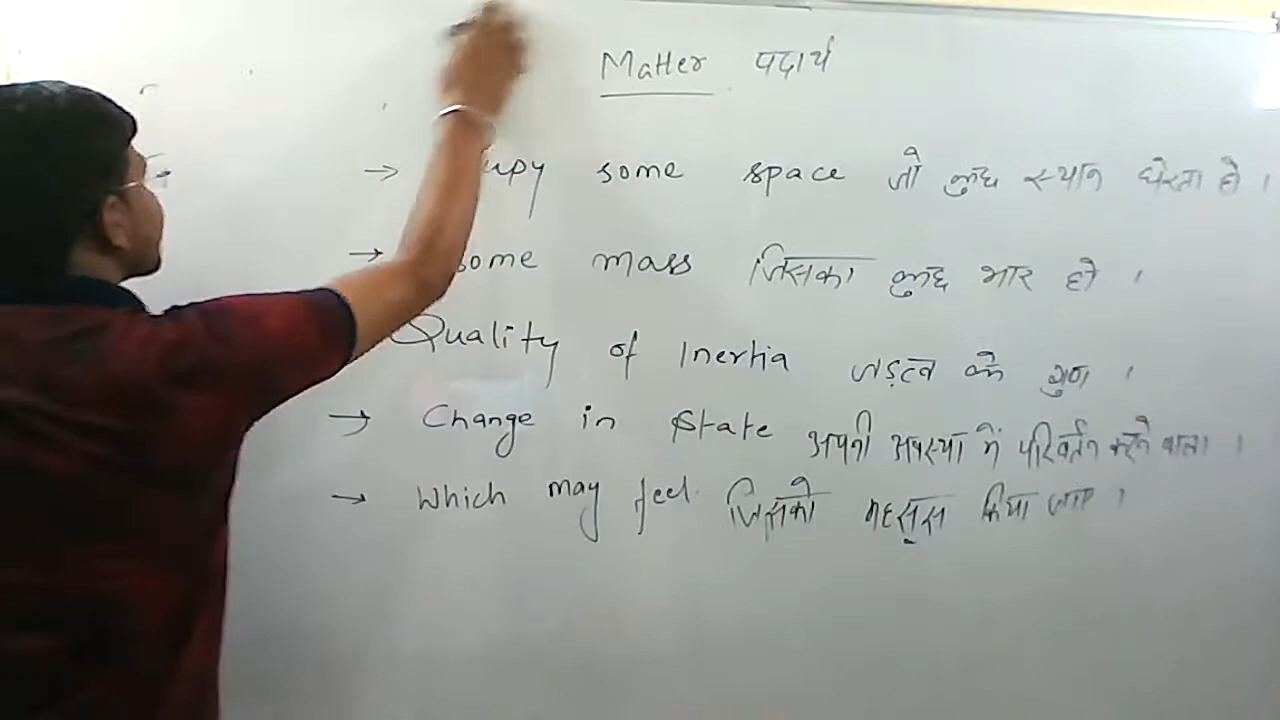 Matter पदार्थ
→ upy some space जो कुछ स्थान घेरता हो ।
→ some mass जिसका कुछ भार हो ।
Quality of Inertia जड़त्व के गुण ।
→ Change in State अपनी अवस्था में परिवर्तन करने वाला ।
→ Which may feel. जिसको महसूस किया जाए ।